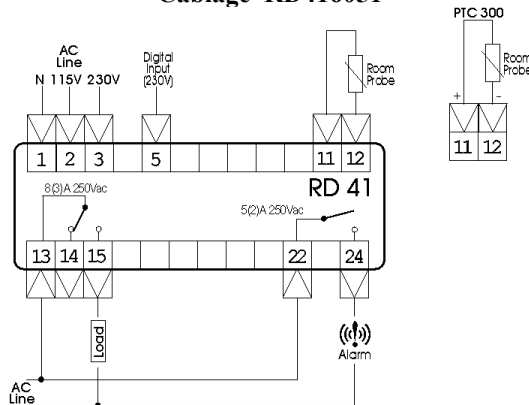 PTC 300
AC
Line
N 115V 230V
Digital
Input
(230V)
Room
Probe
Room
Probe
+ -
11 12
1 2 3 5 11 12
RD 41
8(3)A 250Vac
5(2)A 250Vac
13 14 15 22 24
Load
Alarm
AC
Line